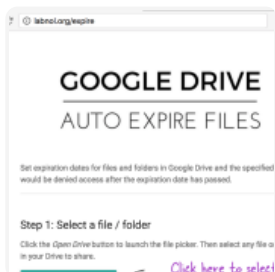 labnol.org/expire
GOOGLE DRIVE
AUTO EXPIRE FILES
Set expiration dates for files and folders in Google Drive and the specified
would be denied access after the expiration date has passed.
Step 1: Select a file / folder
Click the Open Drive button to launch the file picker. Then select any file o
in your Drive to share.
Click here to select